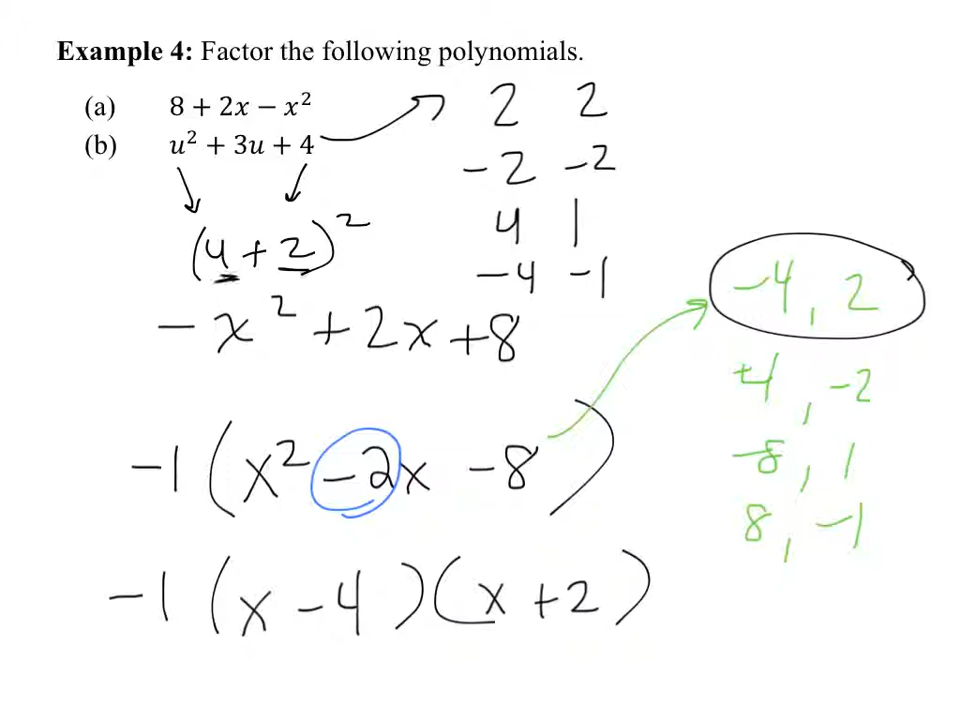 Example 4: Factor the following polynomials.
(a) 8 + 2x − x²
(b) u² + 3u + 4
2 2
-2 -2
4 1
-4 -1
(u + 2)²
-x² + 2x + 8
-1 (x² - 2x - 8)
-1 (x - 4)(x + 2)
-4, 2
+4, -2
-8, 1
8, -1